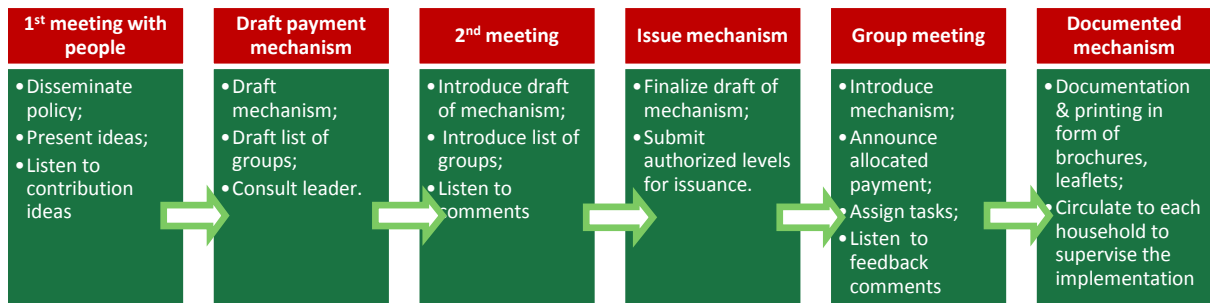 1st meeting with
people
• Disseminate
policy;
• Present ideas;
• Listen to
contribution
ideas
Draft payment
mechanism
• Draft
mechanism;
• Draft list of
groups;
• Consult leader.
2nd meeting
• Introduce draft
of mechanism;
• Introduce list of
groups;
• Listen to
comments
Issue mechanism
• Finalize draft of
mechanism;
• Submit
authorized levels
for issuance.
Group meeting
• Introduce
mechanism;
• Announce
allocated
payment;
• Assign tasks;
• Listen to
feedback
comments
Documented
mechanism
• Documentation
& printing in
form of
brochures,
leaflets;
• Circulate to each
household to
supervise the
implementation